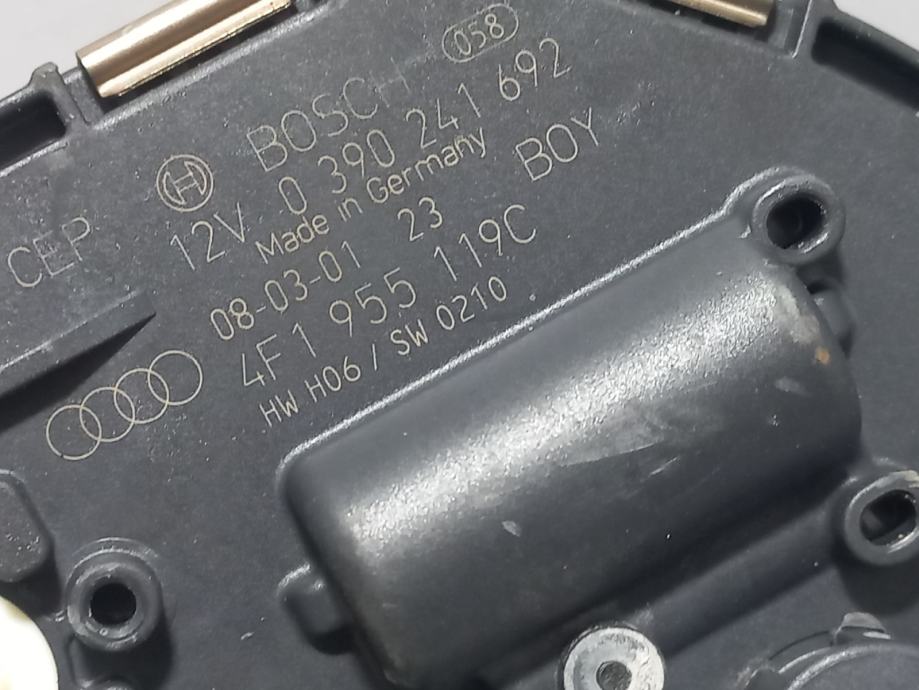 058
BOSCH
12V 0 390 241 692
Made in Germany
CEP
08-03-01 23 BOY
4F1 955 119C
HW H06 / SW 0210